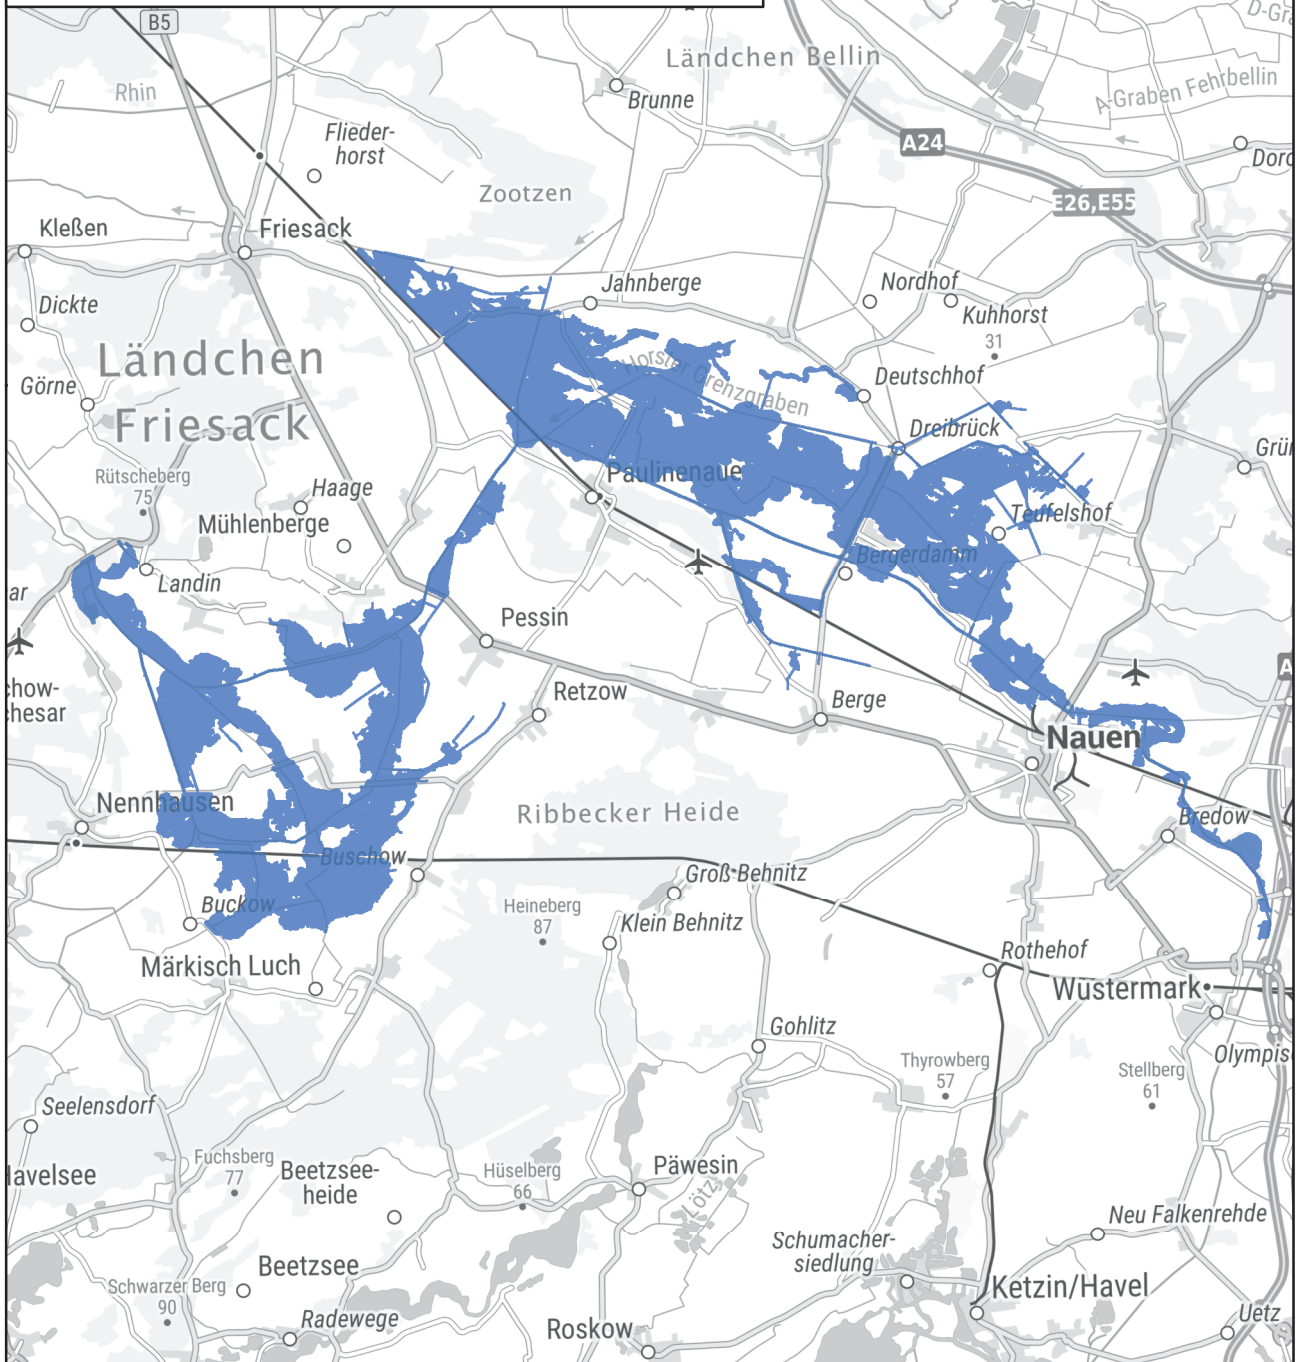 B5
Ländchen Bellin
Rhin
Brunne
A-Graben Fehrbellin
Flieder-
horst
A24
Zootzen
E26,E55
Kleßen
Friesack
Dickte
Jahnberge
Nordhof
Kuhhorst
31
Ländchen
Friesack
Görne
Horster Grenzgraben
Deutschhof
Dreibrück
Rütscheberg
75
Haage
Mühlenberge
Paulinenaue
Teufelshof
Bergerdamm
Landin
Pessin
Retzow
Berge
Nauen
Nennhausen
Ribbecker Heide
Bredow
Buschow
Groß Behnitz
Buckow
Heineberg
87
Klein Behnitz
Märkisch Luch
Rothehof
Wustermark
Gohlitz
Thyrowberg
57
Stellberg
61
Olympis
Seelensdorf
Fuchsberg
77
Beetzsee-
heide
Hüselberg
66
Päwesin
Lötz
Neu Falkenrehde
Schumacher-
siedlung
Beetzsee
Schwarzer Berg
90
Ketzin/Havel
Radewege
Roskow
Uetz